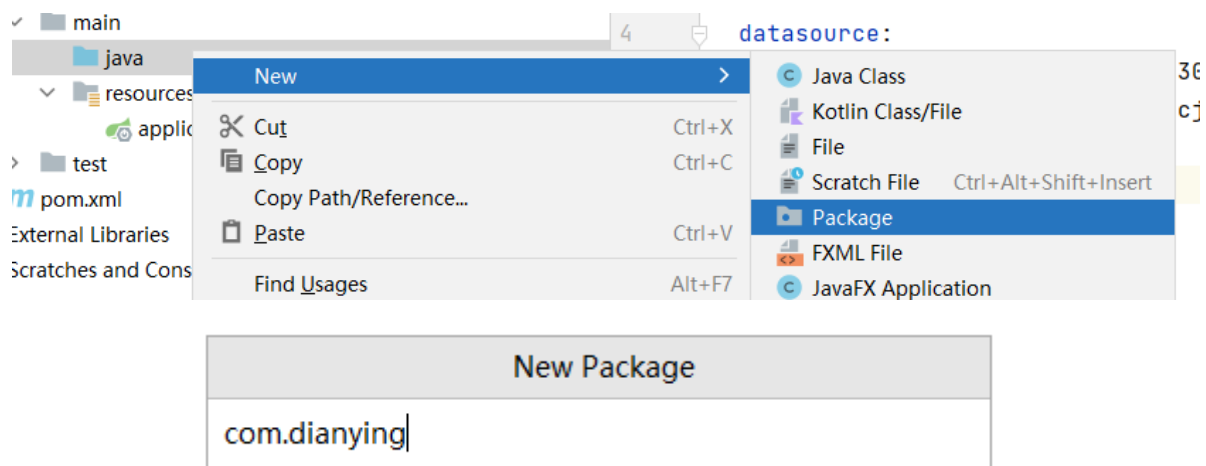 main
4 datasource:
java
New
Java Class
30
resources
Kotlin Class/File
applic
Cut Ctrl+X
File
test
Copy Ctrl+C
Scratch File Ctrl+Alt+Shift+Insert
pom.xml
Copy Path/Reference...
Package
External Libraries
Paste Ctrl+V
FXML File
Scratches and Cons
Find Usages Alt+F7
JavaFX Application
New Package
com.dianying